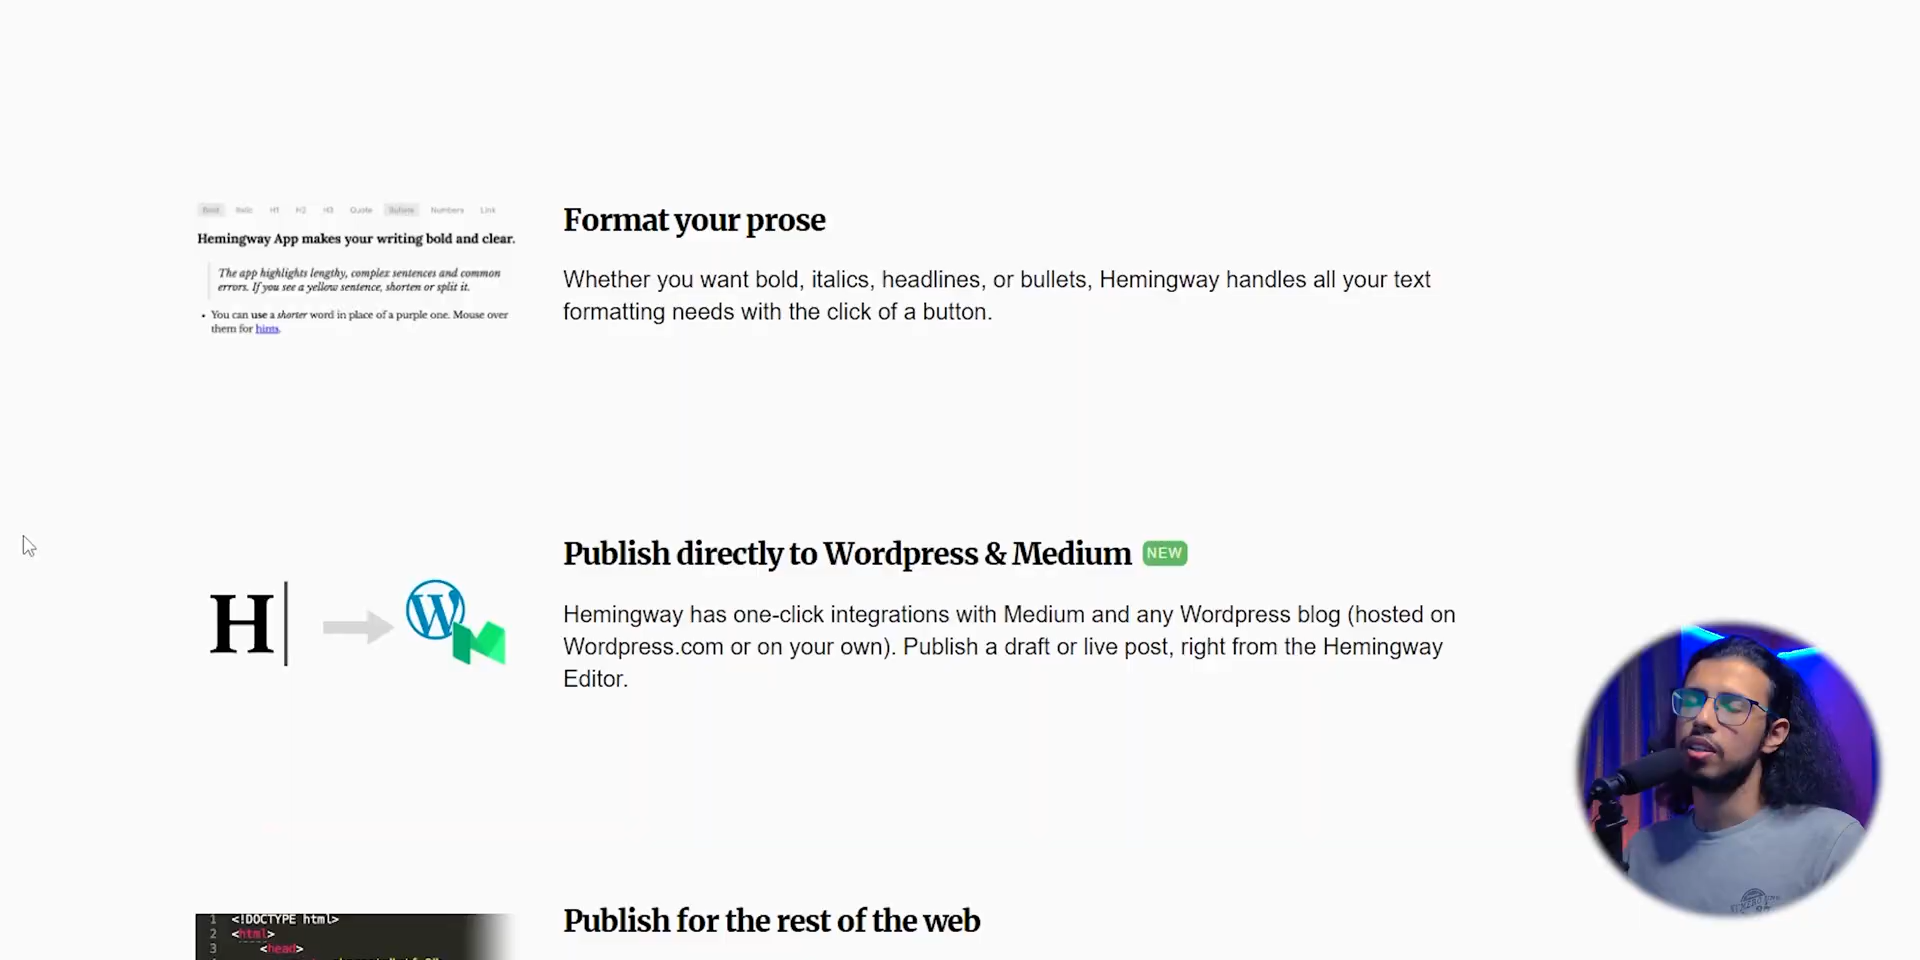 Bold Italic H1 H2 H3 Quote Bullets Numbers Link
Hemingway App makes your writing bold and clear.
The app highlights lengthy, complex sentences and common
errors. If you see a yellow sentence, shorten or split it.
• You can use a shorter word in place of a purple one. Mouse over
them for hints.
Format your prose
Whether you want bold, italics, headlines, or bullets, Hemingway handles all your text
formatting needs with the click of a button.
H
W
Publish directly to Wordpress & Medium NEW
Hemingway has one-click integrations with Medium and any Wordpress blog (hosted on
Wordpress.com or on your own). Publish a draft or live post, right from the Hemingway
Editor.
1 <!DOCTYPE html>
2 <html>
3 <head>
Publish for the rest of the web